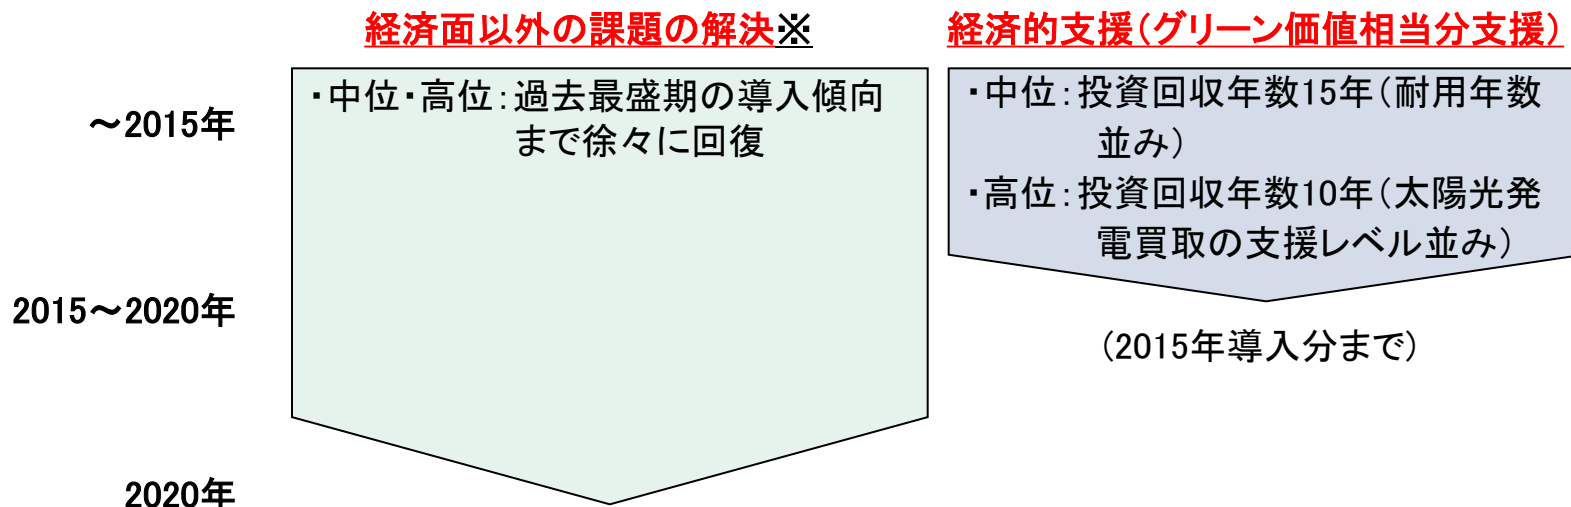 経済面以外の課題の解決※
経済的支援（グリーン価値相当分支援）
～2015年
・中位・高位：過去最盛期の導入傾向
まで徐々に回復
・中位：投資回収年数15年（耐用年数
並み）
・高位：投資回収年数10年（太陽光発
電買取の支援レベル並み）
2015～2020年
（2015年導入分まで）
2020年